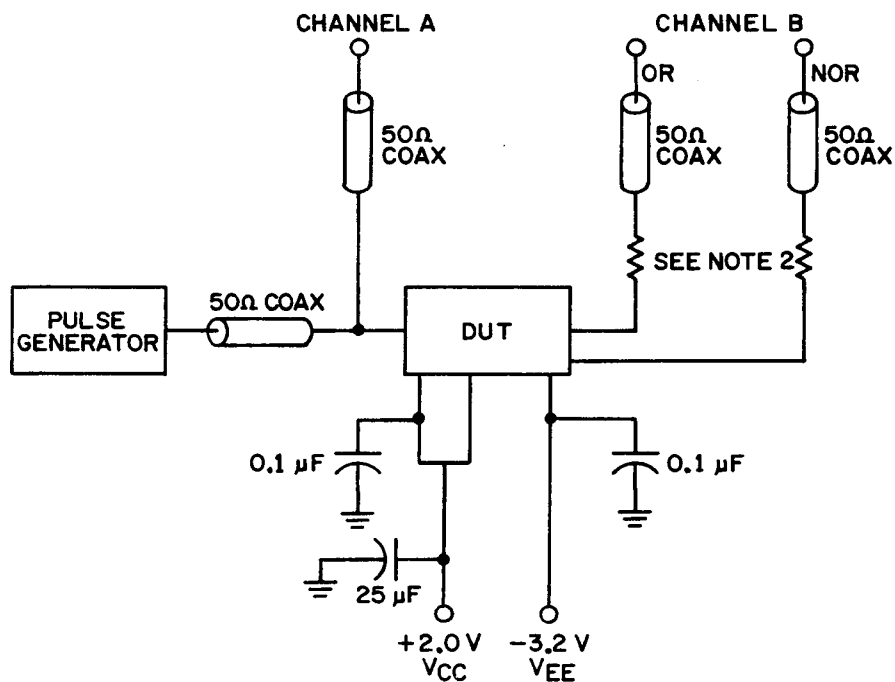 CHANNEL A
CHANNEL B
OR
NOR
50Ω
COAX
50Ω
COAX
50Ω
COAX
SEE NOTE 2
50Ω COAX
PULSE
GENERATOR
DUT
0.1 µF
0.1 µF
25 µF
+2.0 V
VCC
-3.2 V
VEE